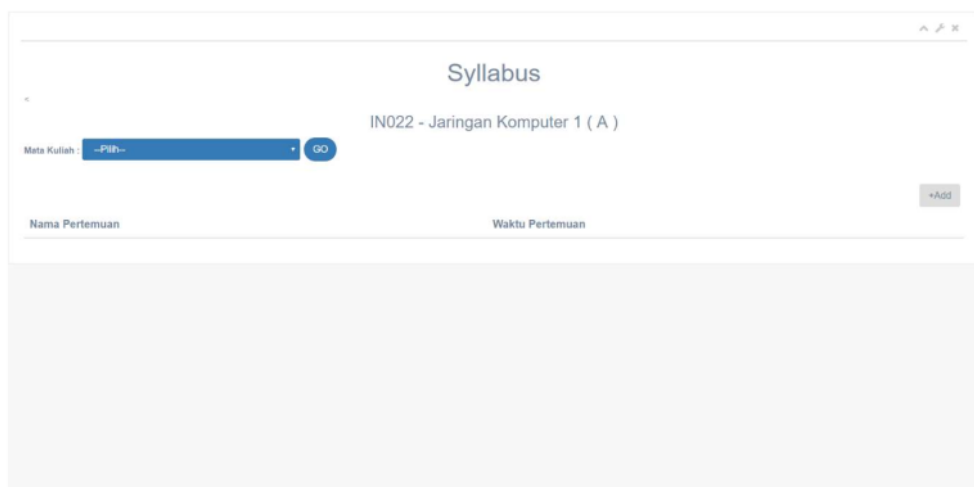 Syllabus
<
IN022 - Jaringan Komputer 1 ( A )
Mata Kuliah : --Pilih-- GO
+Add
Nama Pertemuan Waktu Pertemuan